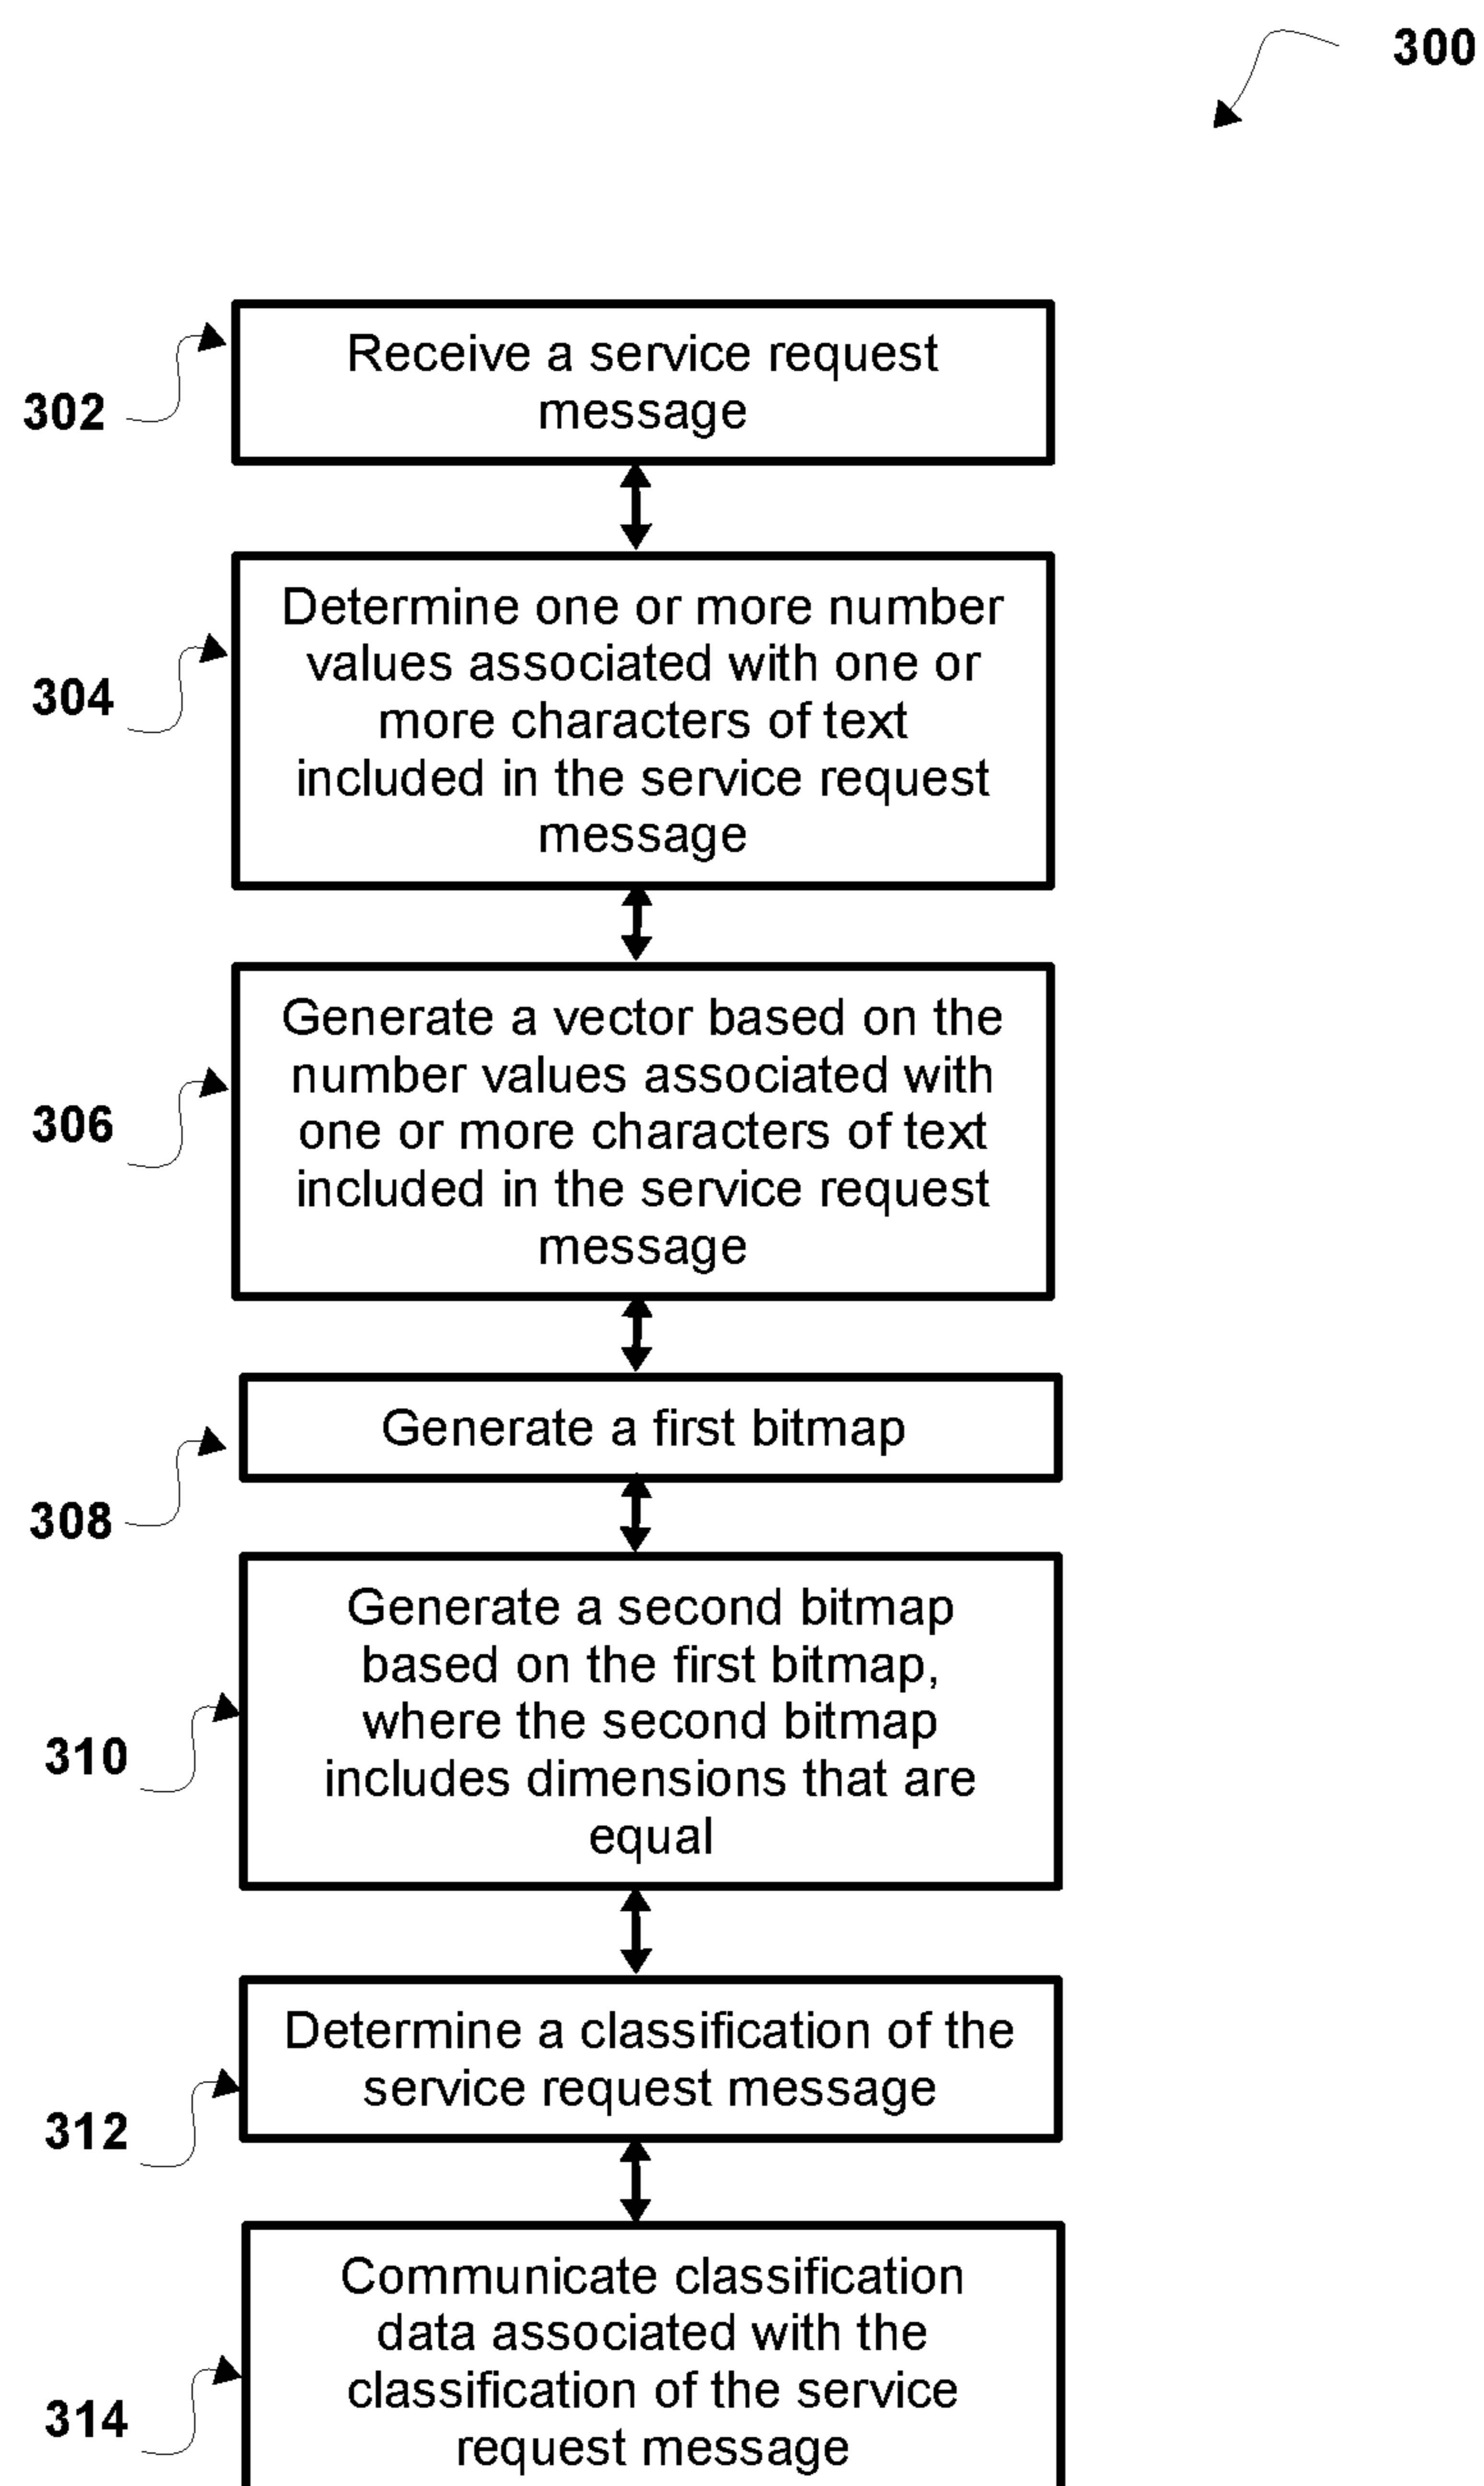 300
302
Receive a service request
message
304
Determine one or more number
values associated with one or
more characters of text
included in the service request
message
306
Generate a vector based on the
number values associated with
one or more characters of text
included in the service request
message
308
Generate a first bitmap
310
Generate a second bitmap
based on the first bitmap,
where the second bitmap
includes dimensions that are
equal
312
Determine a classification of the
service request message
314
Communicate classification
data associated with the
classification of the service
request message